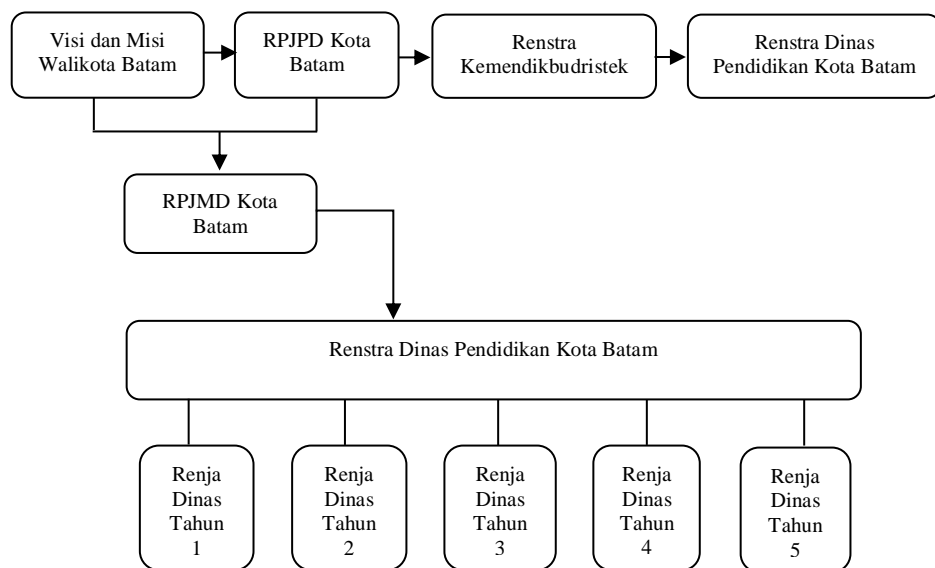 Visi dan Misi
Walikota Batam
RPJPD Kota
Batam
Renstra
Kemendikbudristek
Renstra Dinas
Pendidikan Kota Batam
RPJMD Kota
Batam
Renstra Dinas Pendidikan Kota Batam
Renja
Dinas
Tahun
1
Renja
Dinas
Tahun
2
Renja
Dinas
Tahun
3
Renja
Dinas
Tahun
4
Renja
Dinas
Tahun
5